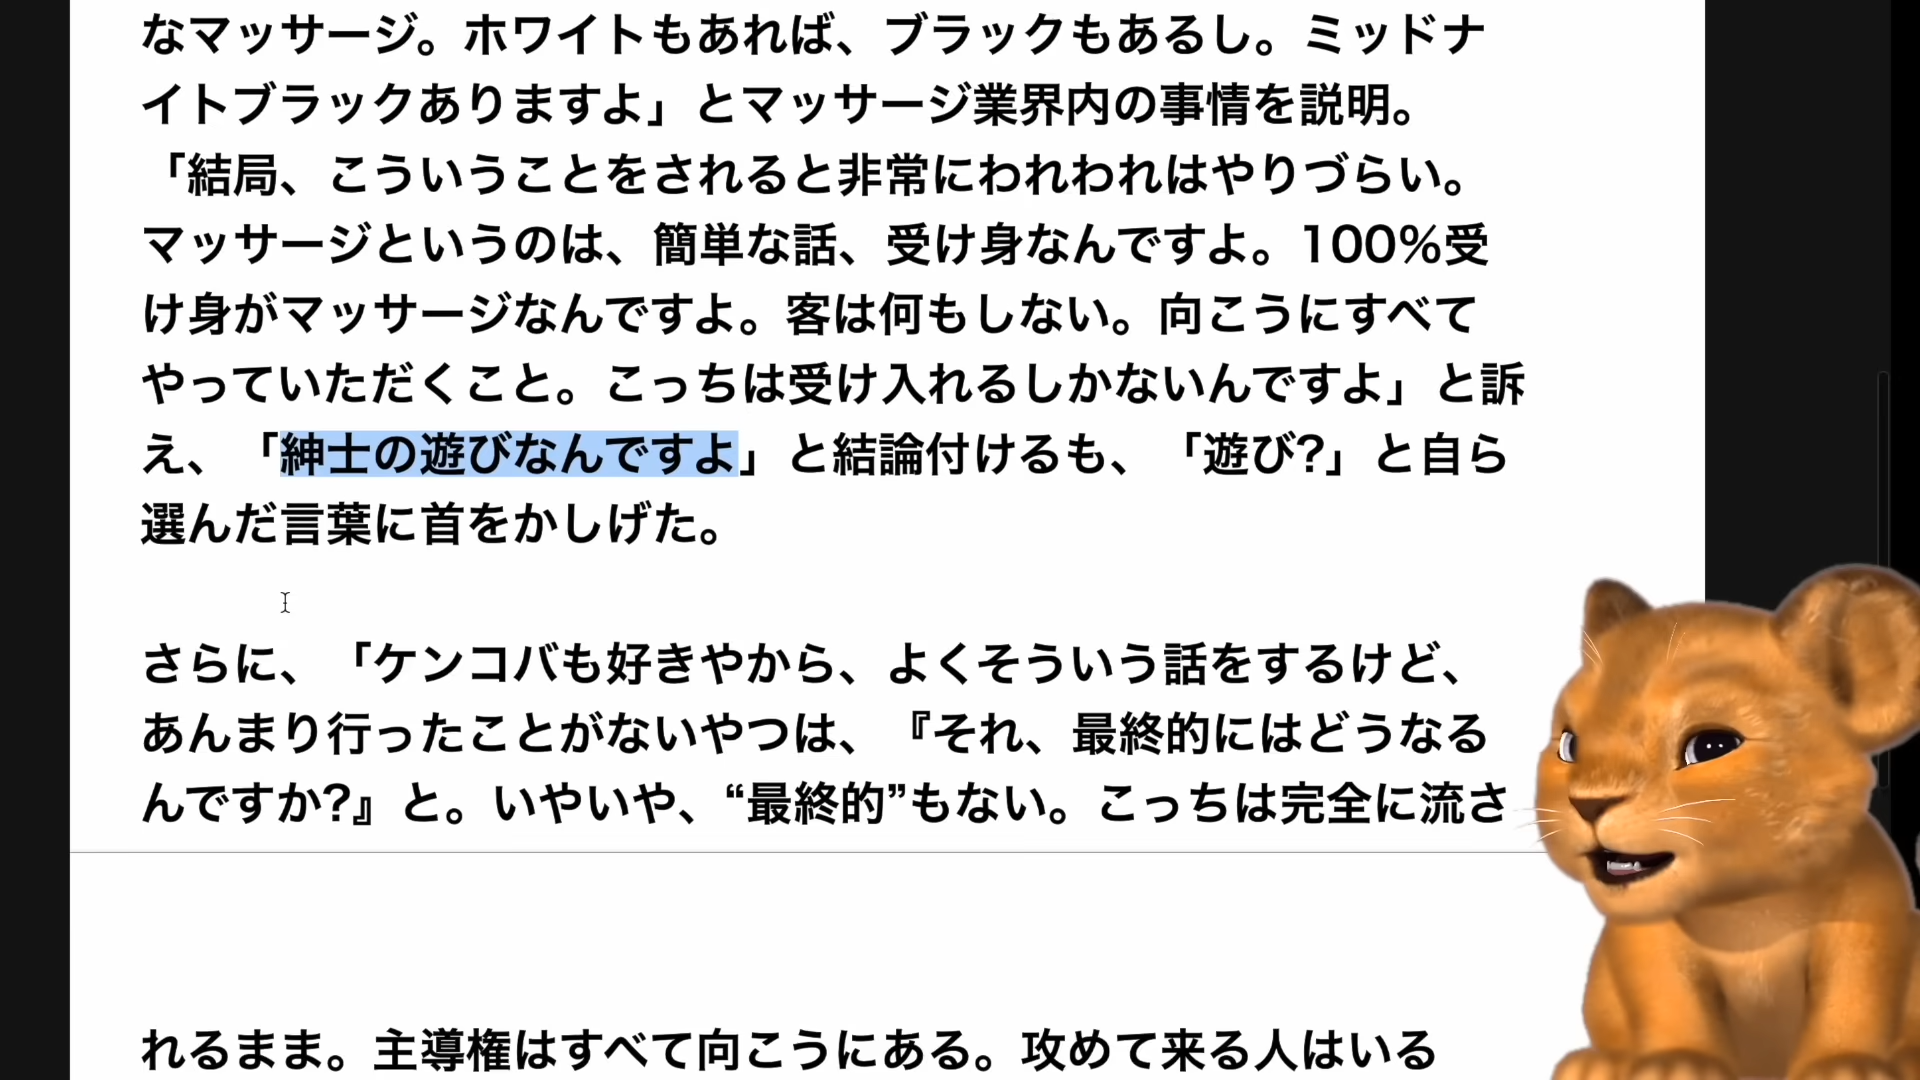 なマッサージ。ホワイトもあれば、ブラックもあるし。ミッドナ
イトブラックありますよ」とマッサージ業界内の事情を説明。
「結局、こういうことをされると非常にわれわれはやりづらい。
マッサージというのは、簡単な話、受け身なんですよ。100%受
け身がマッサージなんですよ。客は何もしない。向こうにすべて
やっていただくこと。こっちは受け入れるしかないんですよ」と訴
え、「紳士の遊びなんですよ」と結論付けるも、「遊び?」と自ら
選んだ言葉に首をかしげた。
さらに、「ケンコバも好きやから、よくそういう話をするけど、
あんまり行ったことがないやつは、『それ、最終的にはどうなる
んですか?』と。いやいや、“最終的”もない。こっちは完全に流さ
れるまま。主導権はすべて向こうにある。攻めて来る人はいる